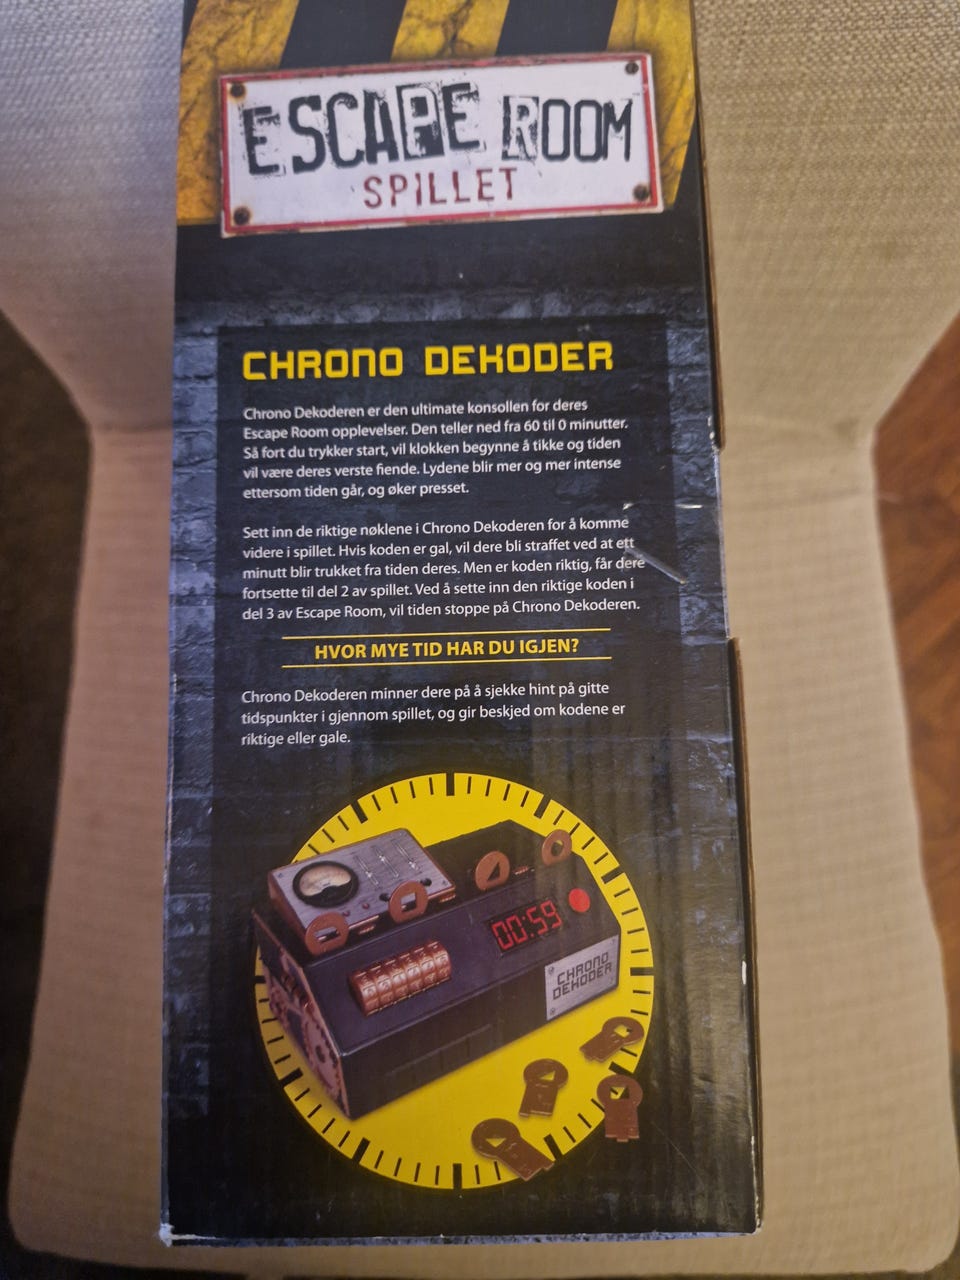 ESCAPE ROOM
SPILLET
CHRONO DEKODER
Chrono Dekoderen er den ultimate konsollen for deres
Escape Room opplevelser. Den teller ned fra 60 til 0 minutter.
Så fort du trykker start, vil klokken begynne å tikke og tiden
vil være deres verste fiende. Lydene blir mer og mer intense
ettersom tiden går, og øker presset.
Sett inn de riktige nøklene i Chrono Dekoderen for å komme
videre i spillet. Hvis koden er gal, vil dere bli straffet ved at ett
minutt blir trukket fra tiden deres. Men er koden riktig, får dere
fortsette til del 2 av spillet. Ved å sette inn den riktige koden i
del 3 av Escape Room, vil tiden stoppe på Chrono Dekoderen.
HVOR MYE TID HAR DU IGJEN?
Chrono Dekoderen minner dere på å sjekke hint på gitte
tidspunkter i gjennom spillet, og gir beskjed om kodene er
riktige eller gale.
00:59
CHRONO
DEKODER